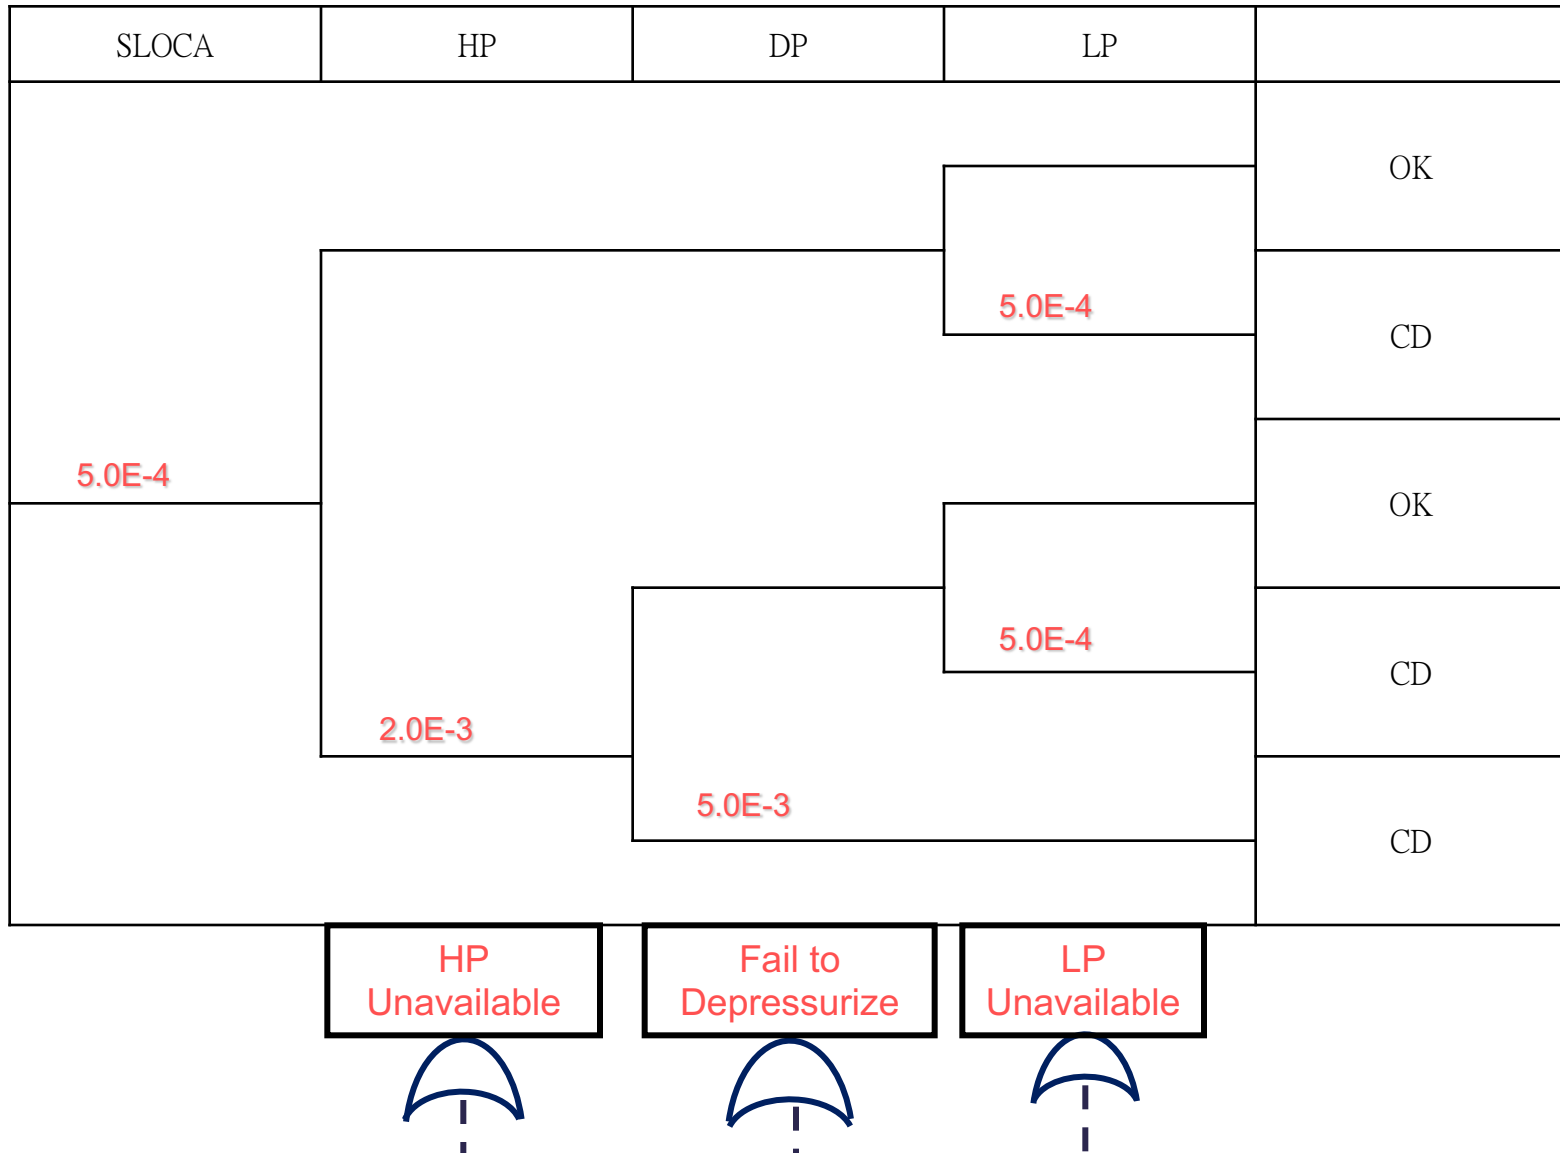 SLOCA
HP
DP
LP
OK
5.0E-4
CD
5.0E-4
OK
5.0E-4
CD
2.0E-3
5.0E-3
CD
HP
Unavailable
Fail to
Depressurize
LP
Unavailable